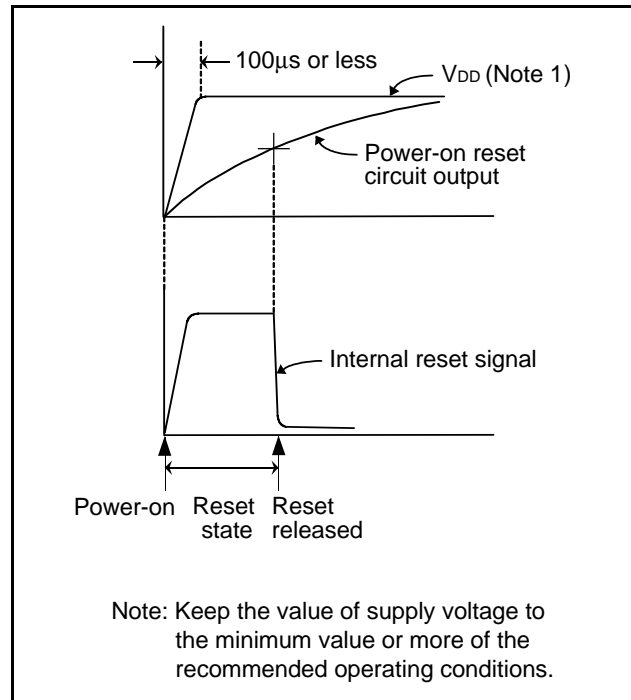 100µs or less
VDD (Note 1)
Power-on reset
circuit output
Internal reset signal
Power-on Reset Reset
state released
Note: Keep the value of supply voltage to
the minimum value or more of the
recommended operating conditions.